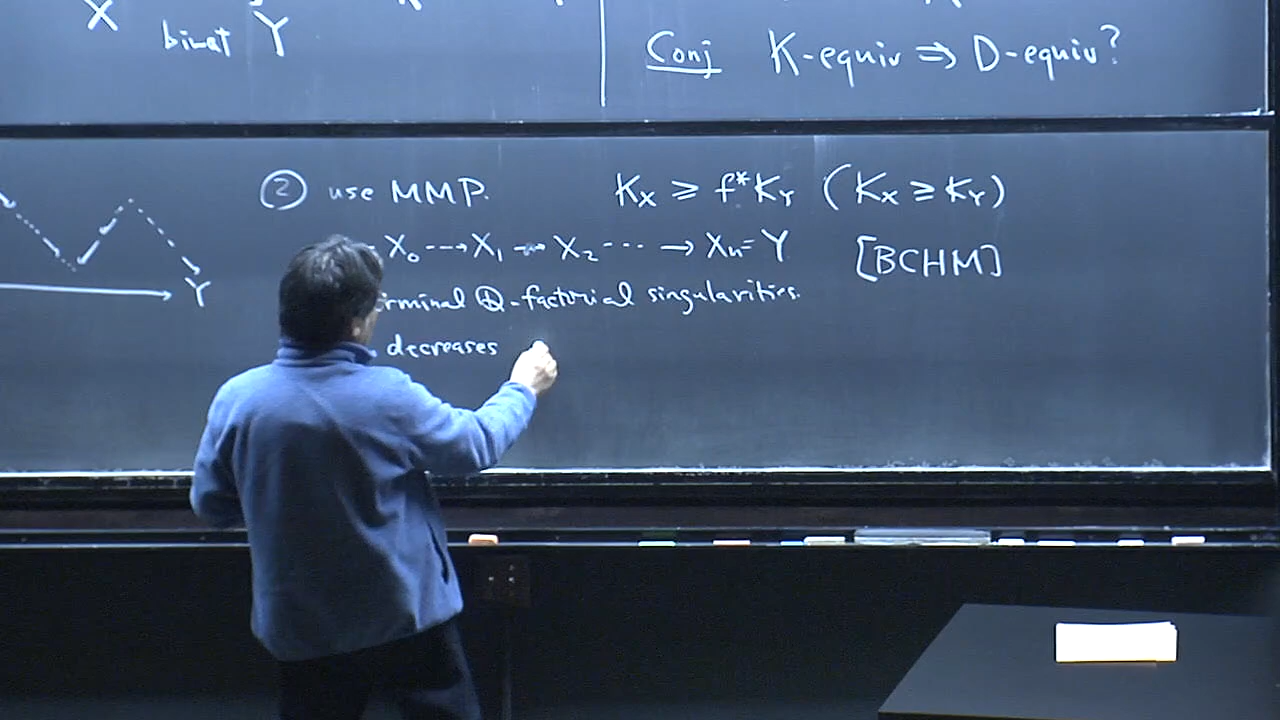 X birat Y
Conj K-equiv ⇒ D-equiv?
Y
② use MMP. K_X ≥ f*K_Y (K_X ≥ K_Y)
X_0 ⇢ X_1 ⇢ X_2 ⋯ → X_n = Y [BCHM]
rminal Q-factorial singularities.
decreases